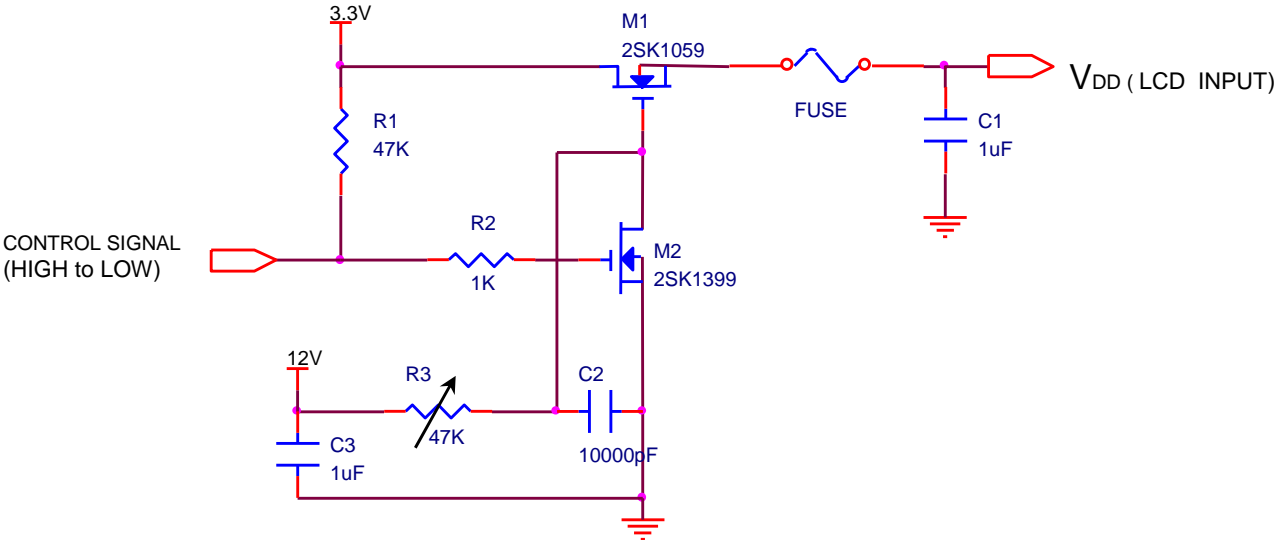 3.3V
M1
2SK1059
FUSE
VDD ( LCD INPUT)
R1
47K
C1
1uF
CONTROL SIGNAL
(HIGH to LOW)
R2
1K
M2
2SK1399
12V
R3
47K
C2
10000pF
C3
1uF